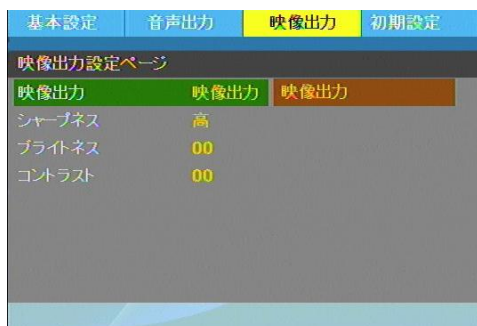 基本設定 音声出力 映像出力 初期設定
映像出力設定ページ
映像出力 映像出力 映像出力
シャープネス 高
ブライトネス 00
コントラスト 00